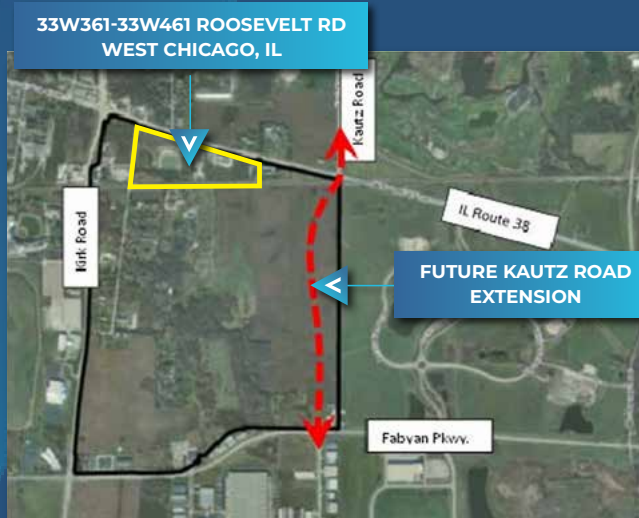 33W361-33W461 ROOSEVELT RD
WEST CHICAGO, IL
Kautz Road
Kirk Road
IL Route 38
FUTURE KAUTZ ROAD
EXTENSION
Fabyan Pkwy.